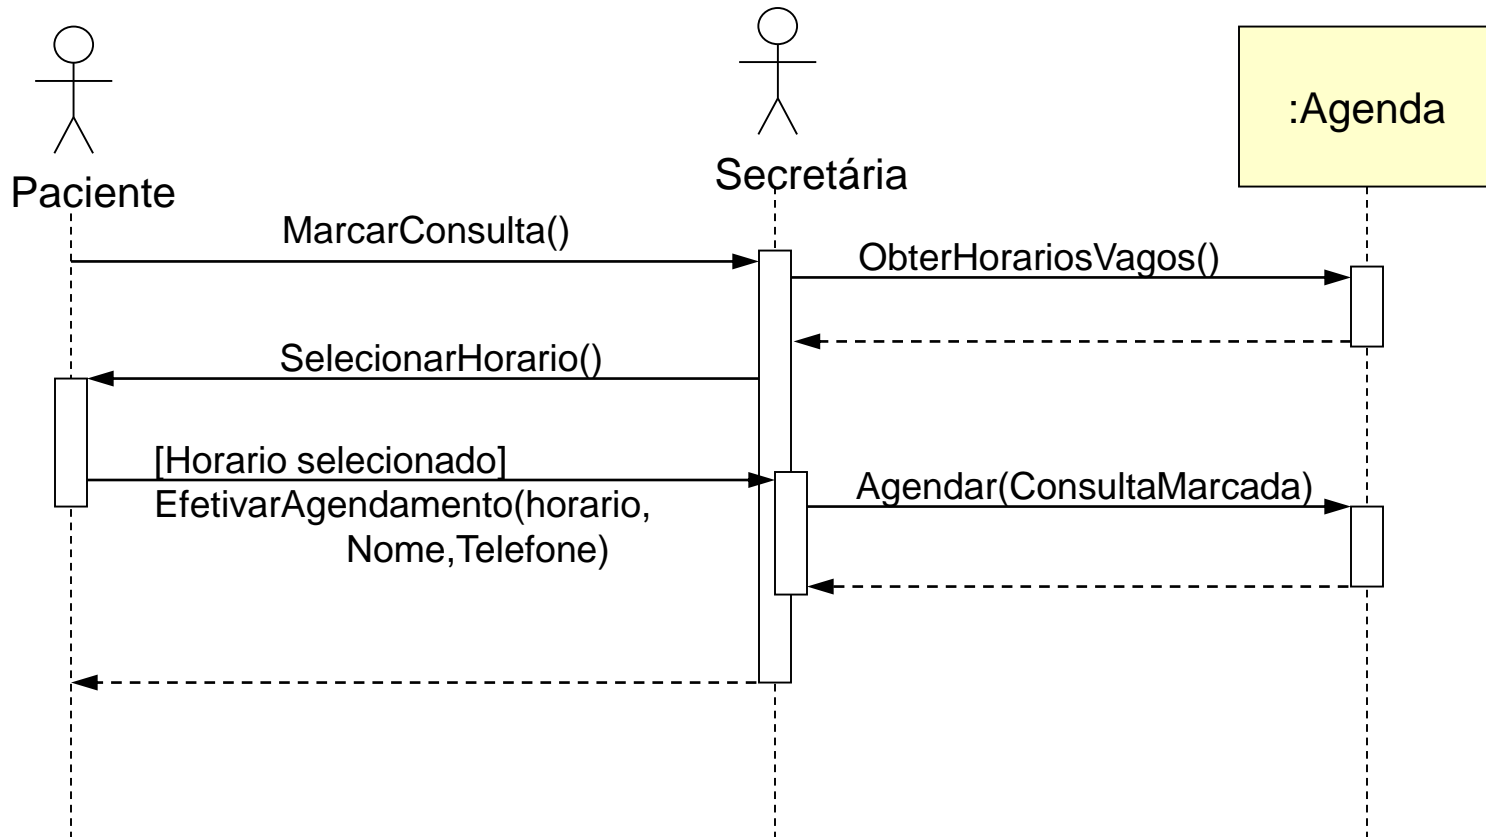 :Agenda
Paciente
Secretária
MarcarConsulta()
ObterHorariosVagos()
SelecionarHorario()
[Horario selecionado]
EfetivarAgendamento(horario,
Nome,Telefone)
Agendar(ConsultaMarcada)